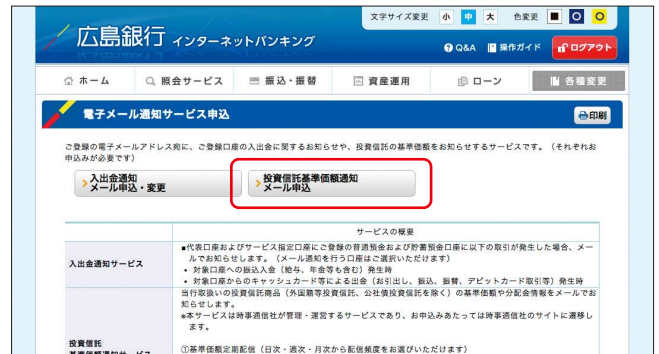 文字サイズ変更 小 中 大 色変更 ■ O O
広島銀行 インターネットバンキング
Q&A 操作ガイド ログアウト
ホーム 照会サービス 振込・振替 資産運用 ローン 各種変更
電子メール通知サービス申込 印刷
ご登録の電子メールアドレス宛に、ご登録口座の入出金に関するお知らせや、投資信託の基準価額をお知らせするサービスです。（それぞれお
申込みが必要です）
入出金通知
メール申込・変更
投資信託基準価額通知
メール申込
サービスの概要
入出金通知サービス
■代表口座およびサービス指定口座にご登録の普通預金および貯蓄預金口座に以下の取引が発生した場合、メー
ルでお知らせします。（メール通知を行う口座はご選択いただけます）
・ 対象口座への振込入金（給与、年金等も含む）発生時
・ 対象口座からのキャッシュカード等による出金（お引出し、振込、振替、デビットカード取引等）発生時
投資信託
基準価額通知サービス
当行取扱いの投資信託商品（外国籍等投資信託、公社債投資信託を除く）の基準価額や分配金情報をメールでお
知らせします。
※本サービスは時事通信社が管理・運営するサービスであり、お申込みあたっては時事通信社のサイトに遷移し
ます。
①基準価額定期配信（日次・週次・月次から配信頻度をお選びいただけます）